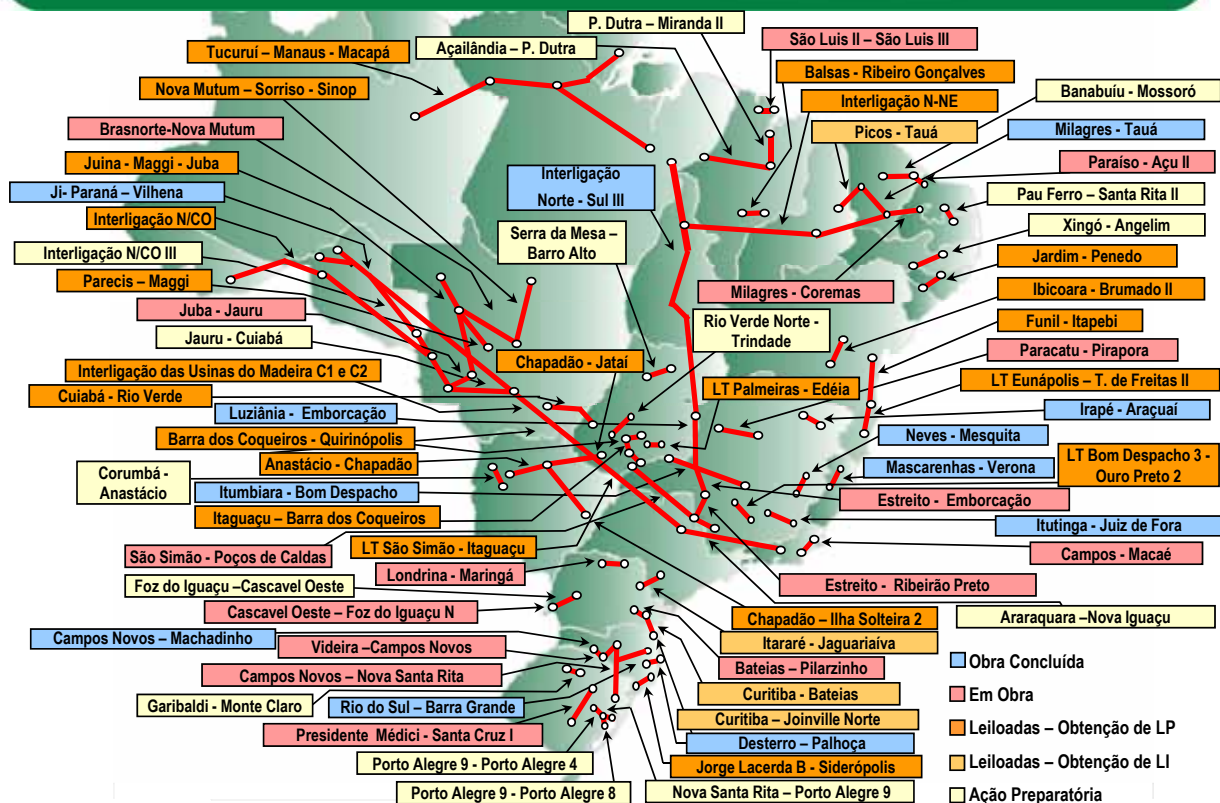 P. Dutra – Miranda II
Tucuruí – Manaus - Macapá
Açailândia – P. Dutra
São Luis II – São Luis III
Balsas - Ribeiro Gonçalves
Nova Mutum – Sorriso - Sinop
Interligação N-NE
Banabuíu - Mossoró
Brasnorte-Nova Mutum
Picos - Tauá
Milagres - Tauá
Juina - Maggi - Juba
Paraíso - Açu II
Ji- Paraná – Vilhena
Interligação
Norte - Sul III
Pau Ferro – Santa Rita II
Interligação N/CO
Xingó - Angelim
Interligação N/CO III
Serra da Mesa –
Barro Alto
Jardim - Penedo
Parecis – Maggi
Milagres - Coremas
Ibicoara - Brumado II
Juba - Jauru
Rio Verde Norte -
Trindade
Funil - Itapebi
Jauru - Cuiabá
Paracatu - Pirapora
Interligação das Usinas do Madeira C1 e C2
Chapadão - Jataí
LT Palmeiras - Edéia
LT Eunápolis – T. de Freitas II
Cuiabá - Rio Verde
Luziânia - Emborcação
Irapé - Araçuaí
Barra dos Coqueiros - Quirinópolis
Neves - Mesquita
LT Bom Despacho 3 -
Ouro Preto 2
Anastácio - Chapadão
Mascarenhas - Verona
Corumbá -
Anastácio
Itumbiara - Bom Despacho
Estreito - Emborcação
Itaguaçu – Barra dos Coqueiros
Itutinga - Juiz de Fora
São Simão - Poços de Caldas
LT São Simão - Itaguaçu
Campos - Macaé
Londrina - Maringá
Foz do Iguaçu –Cascavel Oeste
Estreito - Ribeirão Preto
Cascavel Oeste – Foz do Iguaçu N
Araraquara –Nova Iguaçu
Chapadão – Ilha Solteira 2
Campos Novos – Machadinho
Itararé - Jaguariaíva
Videira –Campos Novos
Bateias - Pilarzinho
Obra Concluída
Campos Novos – Nova Santa Rita
Em Obra
Curitiba - Bateias
Garibaldi - Monte Claro
Rio do Sul – Barra Grande
Curitiba – Joinville Norte
Leiloadas – Obtenção de LP
Presidente Médici - Santa Cruz I
Desterro – Palhoça
Porto Alegre 9 - Porto Alegre 4
Jorge Lacerda B - Siderópolis
Leiloadas – Obtenção de LI
Porto Alegre 9 - Porto Alegre 8
Nova Santa Rita – Porto Alegre 9
Ação Preparatória